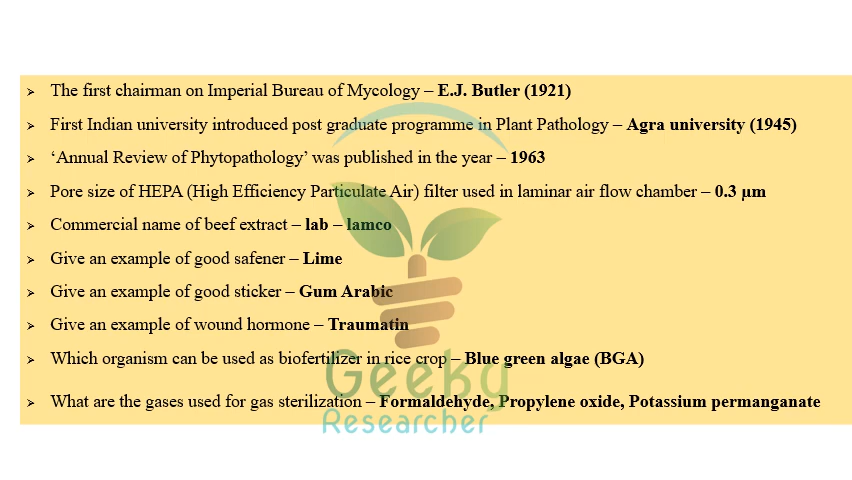 ➢ The first chairman on Imperial Bureau of Mycology – E.J. Butler (1921)
➢ First Indian university introduced post graduate programme in Plant Pathology – Agra university (1945)
➢ ‘Annual Review of Phytopathology’ was published in the year – 1963
➢ Pore size of HEPA (High Efficiency Particulate Air) filter used in laminar air flow chamber – 0.3 µm
➢ Commercial name of beef extract – lab – lamco
➢ Give an example of good safener – Lime
➢ Give an example of good sticker – Gum Arabic
➢ Give an example of wound hormone – Traumatin
➢ Which organism can be used as biofertilizer in rice crop – Blue green algae (BGA)
Geeky
➢ What are the gases used for gas sterilization – Formaldehyde, Propylene oxide, Potassium permanganate
Researcher